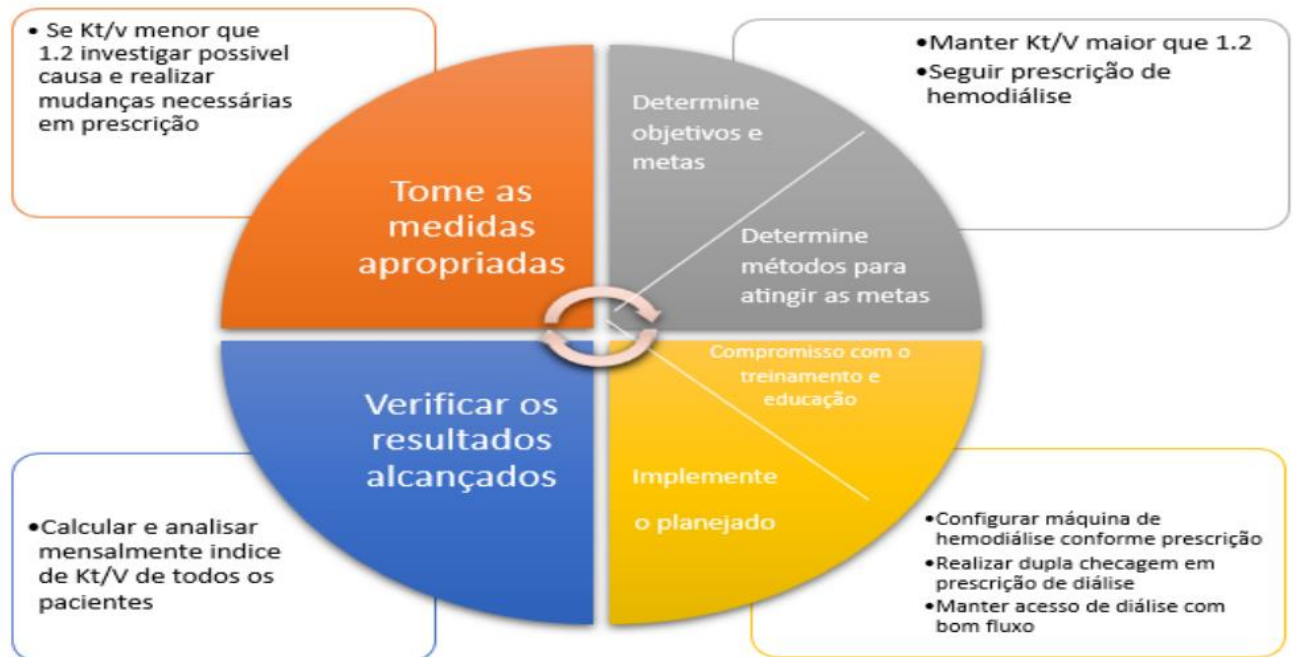 • Se Kt/v menor que
1.2 investigar possivel
causa e realizar
mudanças necessárias
em prescrição
Tome as
medidas
apropriadas
Determine
objetivos e
metas
Determine
métodos para
atingir as metas
•Manter Kt/V maior que 1.2
•Seguir prescrição de
hemodiálise
Verificar os
resultados
alcançados
•Calcular e analisar
mensalmente indice
de Kt/V de todos os
pacientes
Compromisso com o
treinamento e
educação
Implemente
o planejado
•Configurar máquina de
hemodiálise conforme prescrição
•Realizar dupla checagem em
prescrição de diálise
•Manter acesso de diálise com
bom fluxo